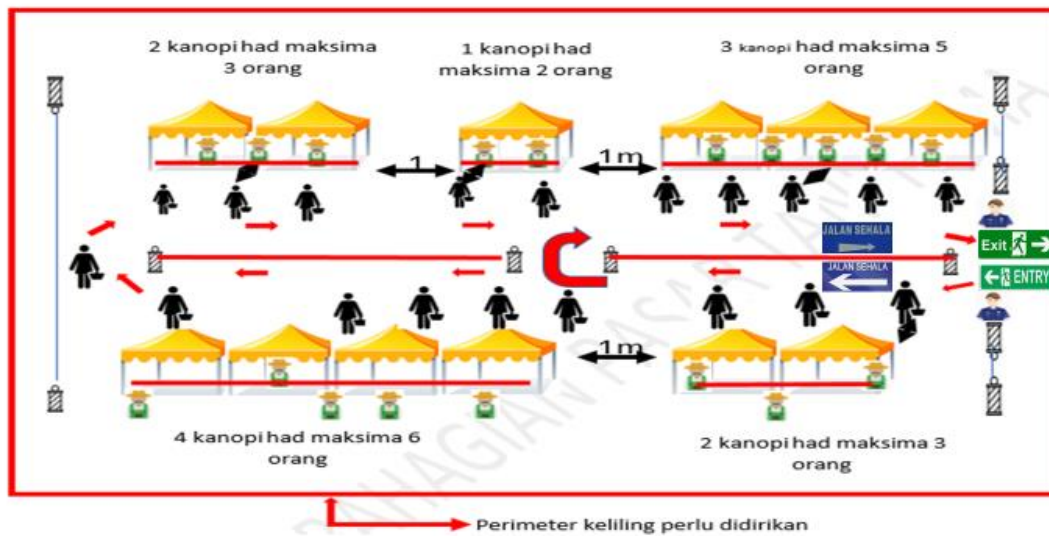 2 kanopi had maksima
3 orang
1 kanopi had
maksima 2 orang
3 kanopi had maksima 5
orang
1
1m
JALAN SEHALA
Exit
JALAN SEHALA
ENTRY
1m
4 kanopi had maksima 6
orang
2 kanopi had maksima 3
orang
Perimeter keliling perlu didirikan